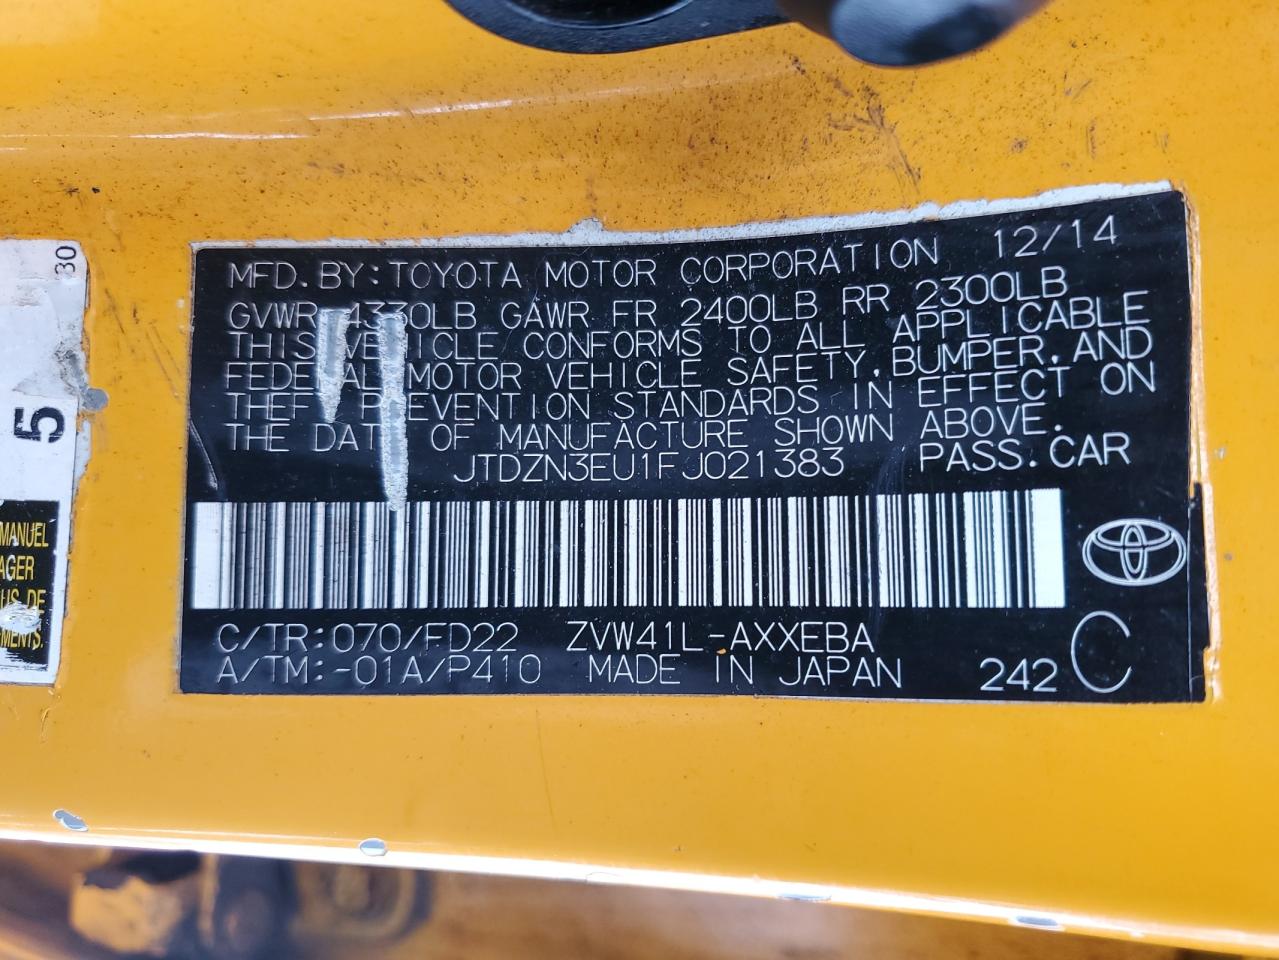 MFD.BY:TOYOTA MOTOR CORPORATION 12/14
GVWR 4330LB GAWR FR 2400LB RR 2300LB
THIS VEHICLE CONFORMS TO ALL APPLICABLE
FEDERAL MOTOR VEHICLE SAFETY,BUMPER,AND
THEFT PREVENTION STANDARDS IN EFFECT ON
THE DATE OF MANUFACTURE SHOWN ABOVE.
JTDZN3EU1FJ021383 PASS.CAR
C/TR:070/FD22 ZVW41L-AXXEBA
A/TM:-01A/P410 MADE IN JAPAN 242 C
30
5
MANUEL
AGER
US DE
EMENTS.